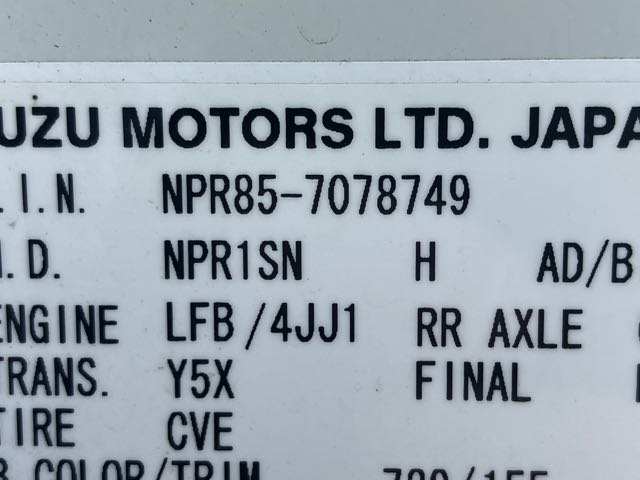 UZU MOTORS LTD. JAPA
.I.N. NPR85-7078749
.D. NPR1SN H AD/B
ENGINE LFB/4JJ1 RR AXLE
TRANS. Y5X FINAL
TIRE CVE
COLOR/TRIM